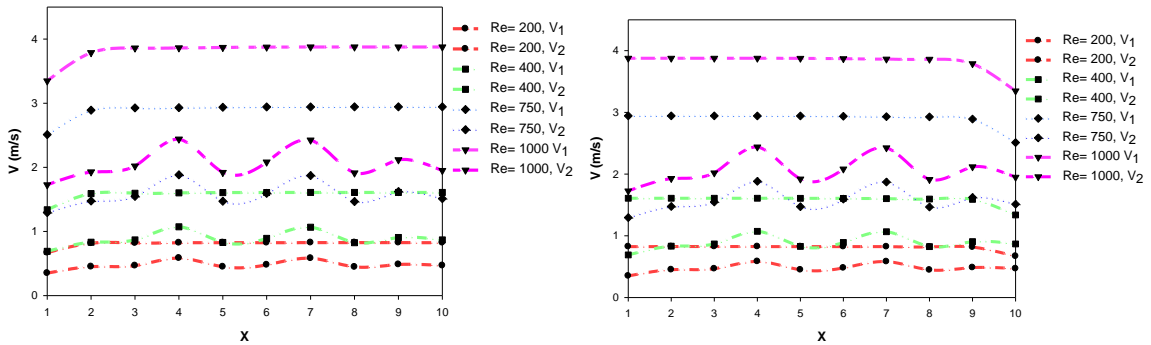 4
3
2
1
0
V (m/s)
1 2 3 4 5 6 7 8 9 10
X
Re= 200, V1
Re= 200, V2
Re= 400, V1
Re= 400, V2
Re= 750, V1
Re= 750, V2
Re= 1000 V1
Re= 1000, V2
4
3
2
1
0
V (m/s)
1 2 3 4 5 6 7 8 9 10
X
Re= 200, V1
Re= 200, V2
Re= 400, V1
Re= 400, V2
Re= 750, V1
Re= 750, V2
Re= 1000 V1
Re= 1000, V2